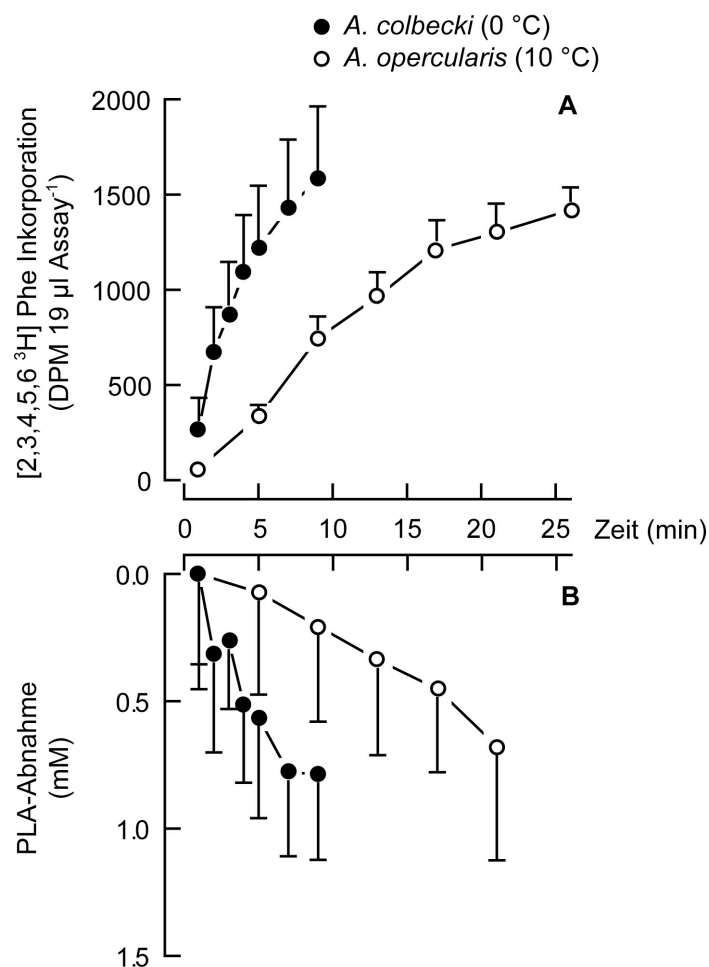 A. colbecki (0 °C)
A. opercularis (10 °C)
A
[2,3,4,5,6 ³H] Phe Inkorporation
(DPM 19 µl Assay⁻¹)
2000
1500
1000
500
0
0 5 10 15 20 25 Zeit (min)
B
PLA-Abnahme
(mM)
0.0
0.5
1.0
1.5